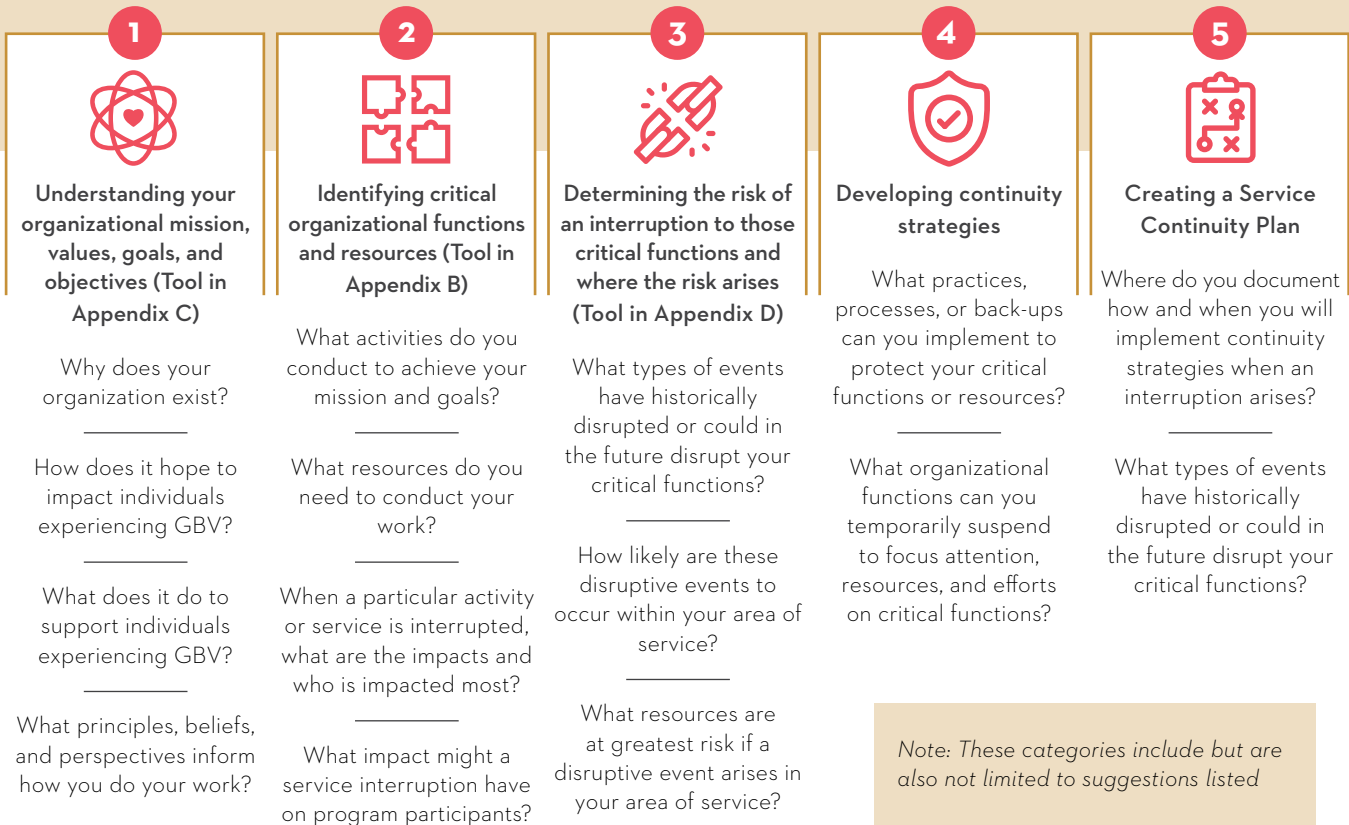 1
Understanding your
organizational mission,
values, goals, and
objectives (Tool in
Appendix C)
Why does your
organization exist?
How does it hope to
impact individuals
experiencing GBV?
What does it do to
support individuals
experiencing GBV?
What principles, beliefs,
and perspectives inform
how you do your work?
2
Identifying critical
organizational functions
and resources (Tool in
Appendix B)
What activities do you
conduct to achieve your
mission and goals?
What resources do you
need to conduct your
work?
When a particular activity
or service is interrupted,
what are the impacts and
who is impacted most?
What impact might a
service interruption have
on program participants?
3
Determining the risk of
an interruption to those
critical functions and
where the risk arises
(Tool in Appendix D)
What types of events
have historically
disrupted or could in
the future disrupt your
critical functions?
How likely are these
disruptive events to
occur within your area of
service?
What resources are
at greatest risk if a
disruptive event arises in
your area of service?
4
Developing continuity
strategies
What practices,
processes, or back-ups
can you implement to
protect your critical
functions or resources?
What organizational
functions can you
temporarily suspend
to focus attention,
resources, and efforts
on critical functions?
5
Creating a Service
Continuity Plan
Where do you document
how and when you will
implement continuity
strategies when an
interruption arises?
What types of events
have historically
disrupted or could in
the future disrupt your
critical functions?
Note: These categories include but are
also not limited to suggestions listed